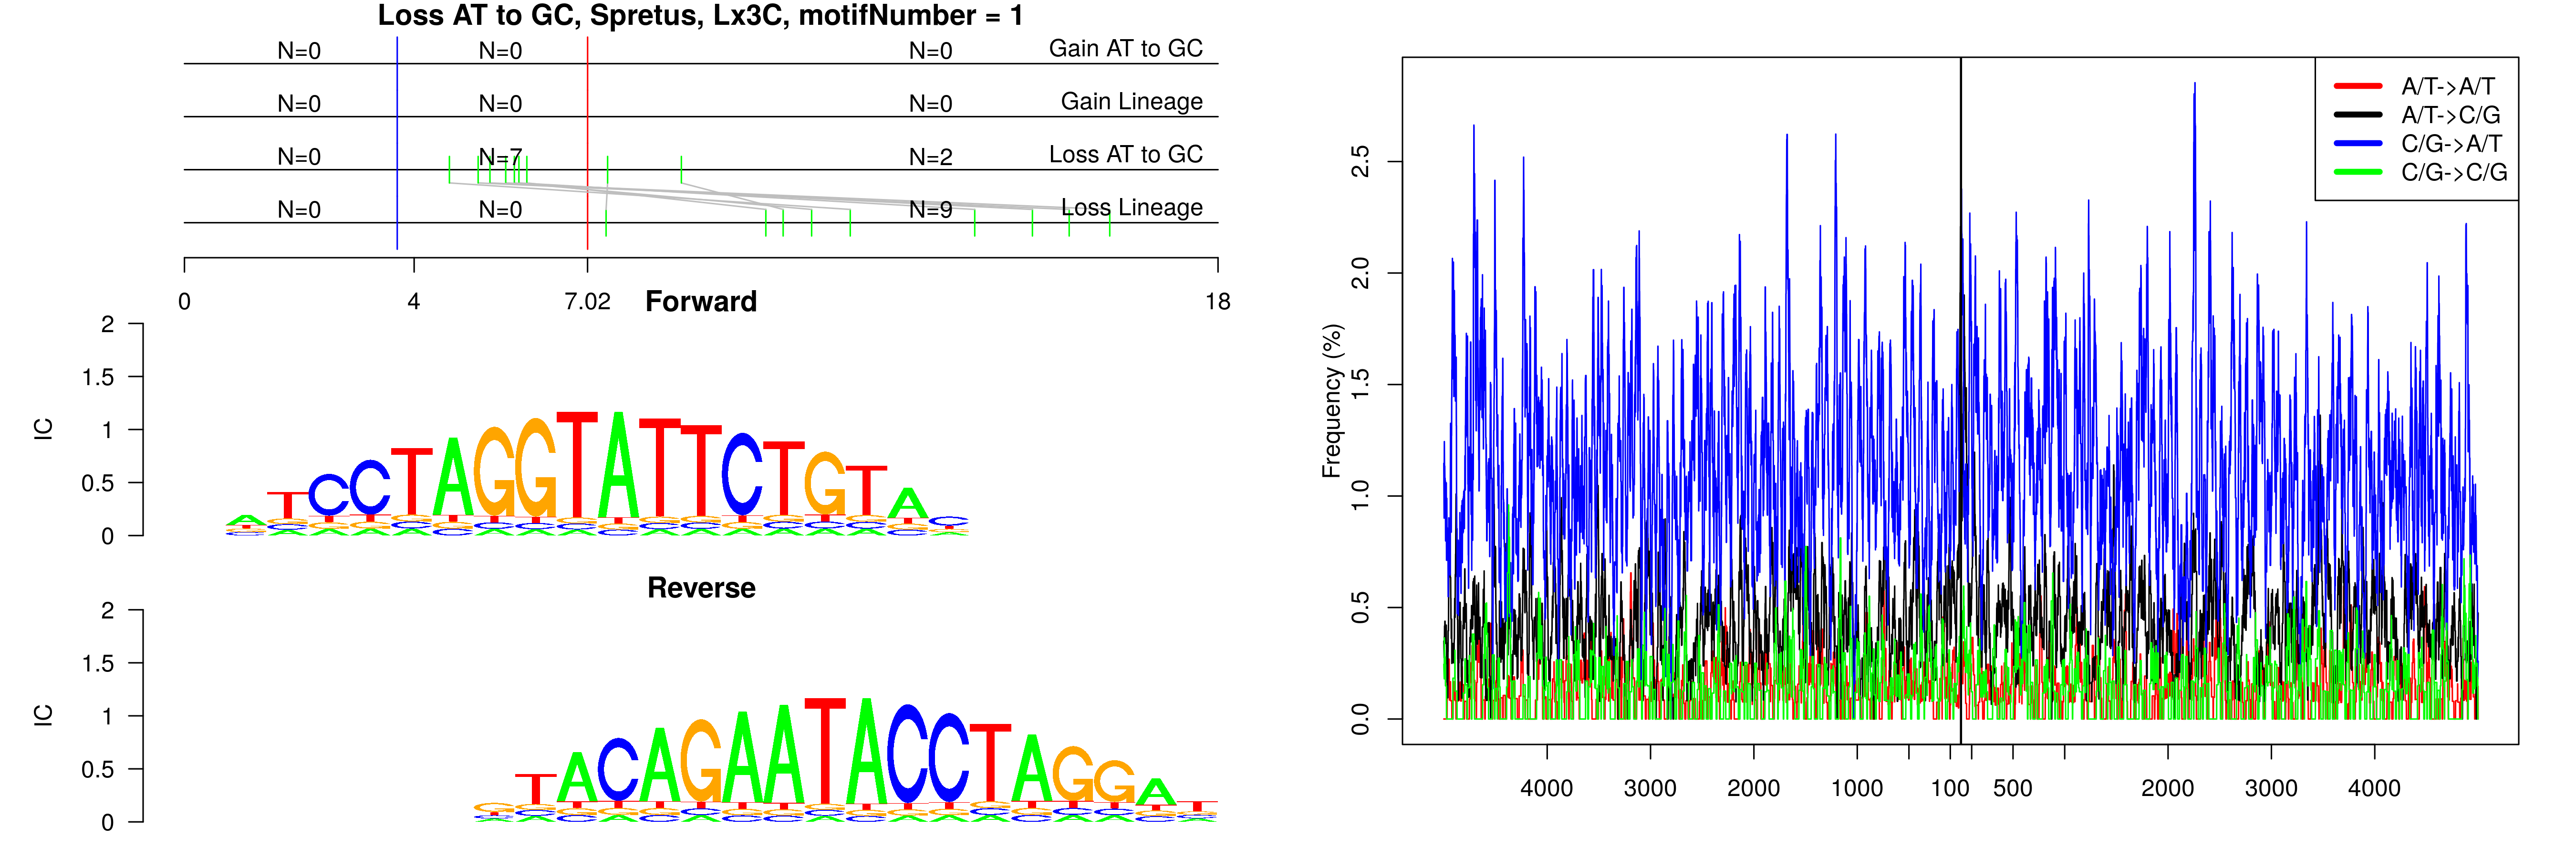 Loss AT to GC, Spretus, Lx3C, motifNumber = 1
N=0 N=0 N=0 Gain AT to GC
N=0 N=0 N=0 Gain Lineage
N=0 N=7 N=2 Loss AT to GC
N=0 N=0 N=9 Loss Lineage
0 4 7.02 18
Forward
IC
2
1.5
1
0.5
0
ATCCTAGGTATTCTGTAC
Reverse
IC
2
1.5
1
0.5
0
GTACAGAATACCTAGGAT
Frequency (%)
2.5
2.0
1.5
1.0
0.5
0.0
4000 3000 2000 1000 100 500 2000 3000 4000
A/T->A/T
A/T->C/G
C/G->A/T
C/G->C/G